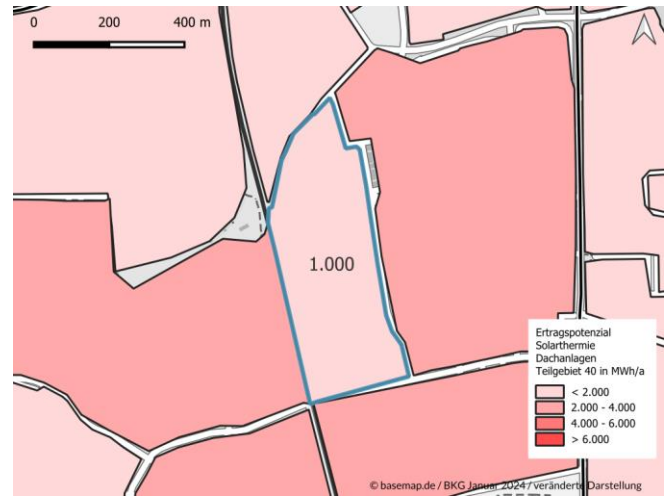 0 200 400 m
1.000
Ertragspotenzial
Solarthermie
Dachanlagen
Teilgebiet 40 in MWh/a
< 2.000
2.000 - 4.000
4.000 - 6.000
> 6.000
© basemap.de / BKG Januar 2024 / veränderte Darstellung